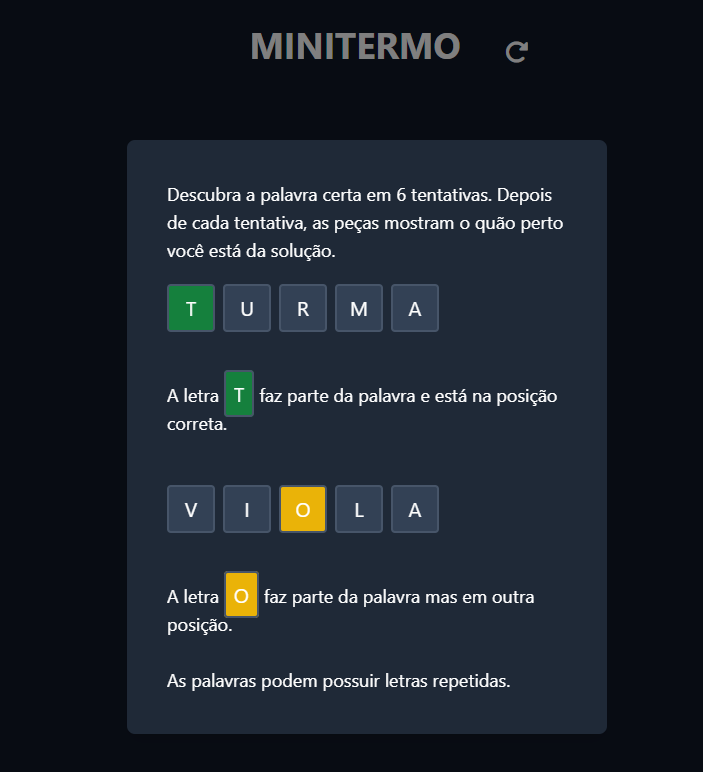 MINITERMO
Descubra a palavra certa em 6 tentativas. Depois
de cada tentativa, as peças mostram o quão perto
você está da solução.
T U R M A
A letra T faz parte da palavra e está na posição
correta.
V I O L A
A letra O faz parte da palavra mas em outra
posição.
As palavras podem possuir letras repetidas.